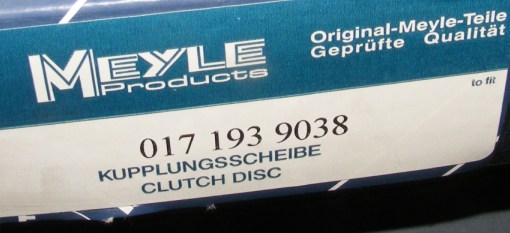 MEYLE
Products
Original-Meyle-Teile
Geprüfte Qualität
to fit
017 193 9038
KUPPLUNGSSCHEIBE
CLUTCH DISC